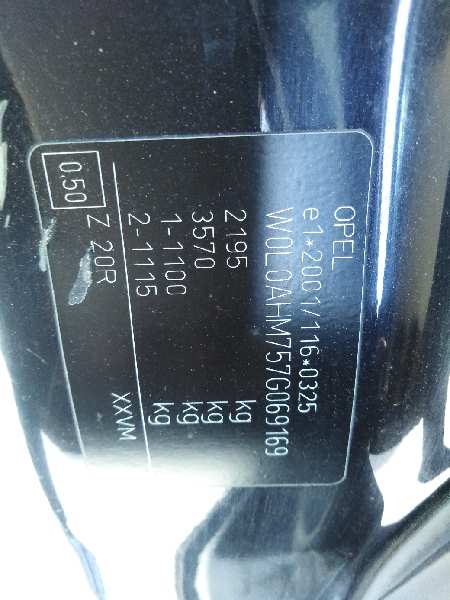 OPEL
e1*2001/116*0325
W0L0AHM757G069169
2195 kg
3570 kg
1-1100 kg
2-1115 kg
0.50 Z 20R XXVM